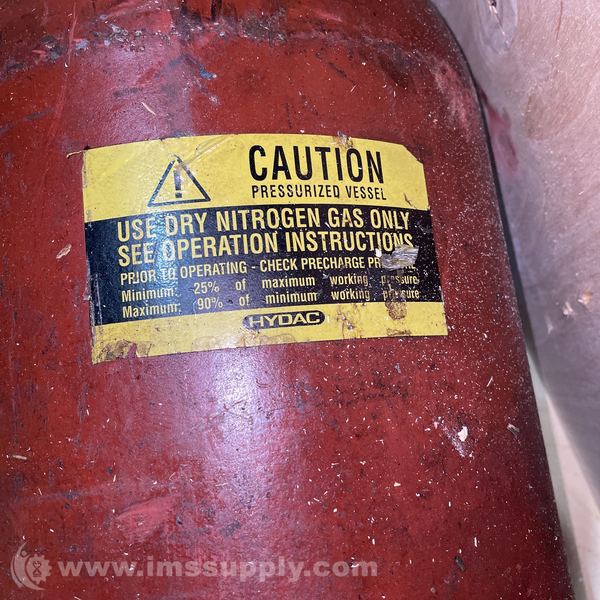 CAUTION
PRESSURIZED VESSEL
USE DRY NITROGEN GAS ONLY
SEE OPERATION INSTRUCTIONS
PRIOR TO OPERATING - CHECK PRECHARGE
Minimum: 25% of maximum working pressure
Maximum: 90% of minimum working pressure
HYDAC
www.imssupply.com